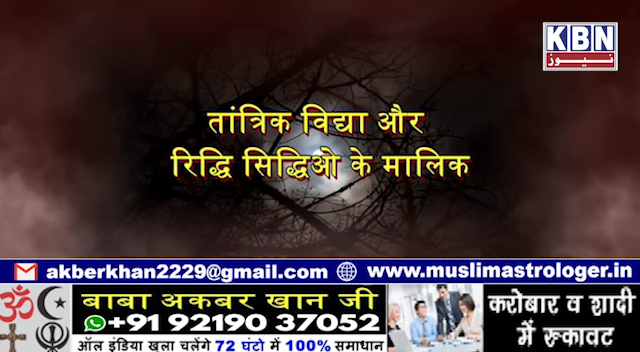 KBN
نیوز
तांत्रिक विद्या और
रिद्धि सिद्धिओ के मालिक
akberkhan2229@gmail.com www.muslimastrologer.in
बाबा अकबर खान जी
+91 92190 37052
ऑल इंडिया खुला चलेंगे 72 घंटो में 100% समाधान
करोबार व शादी
में रूकावट